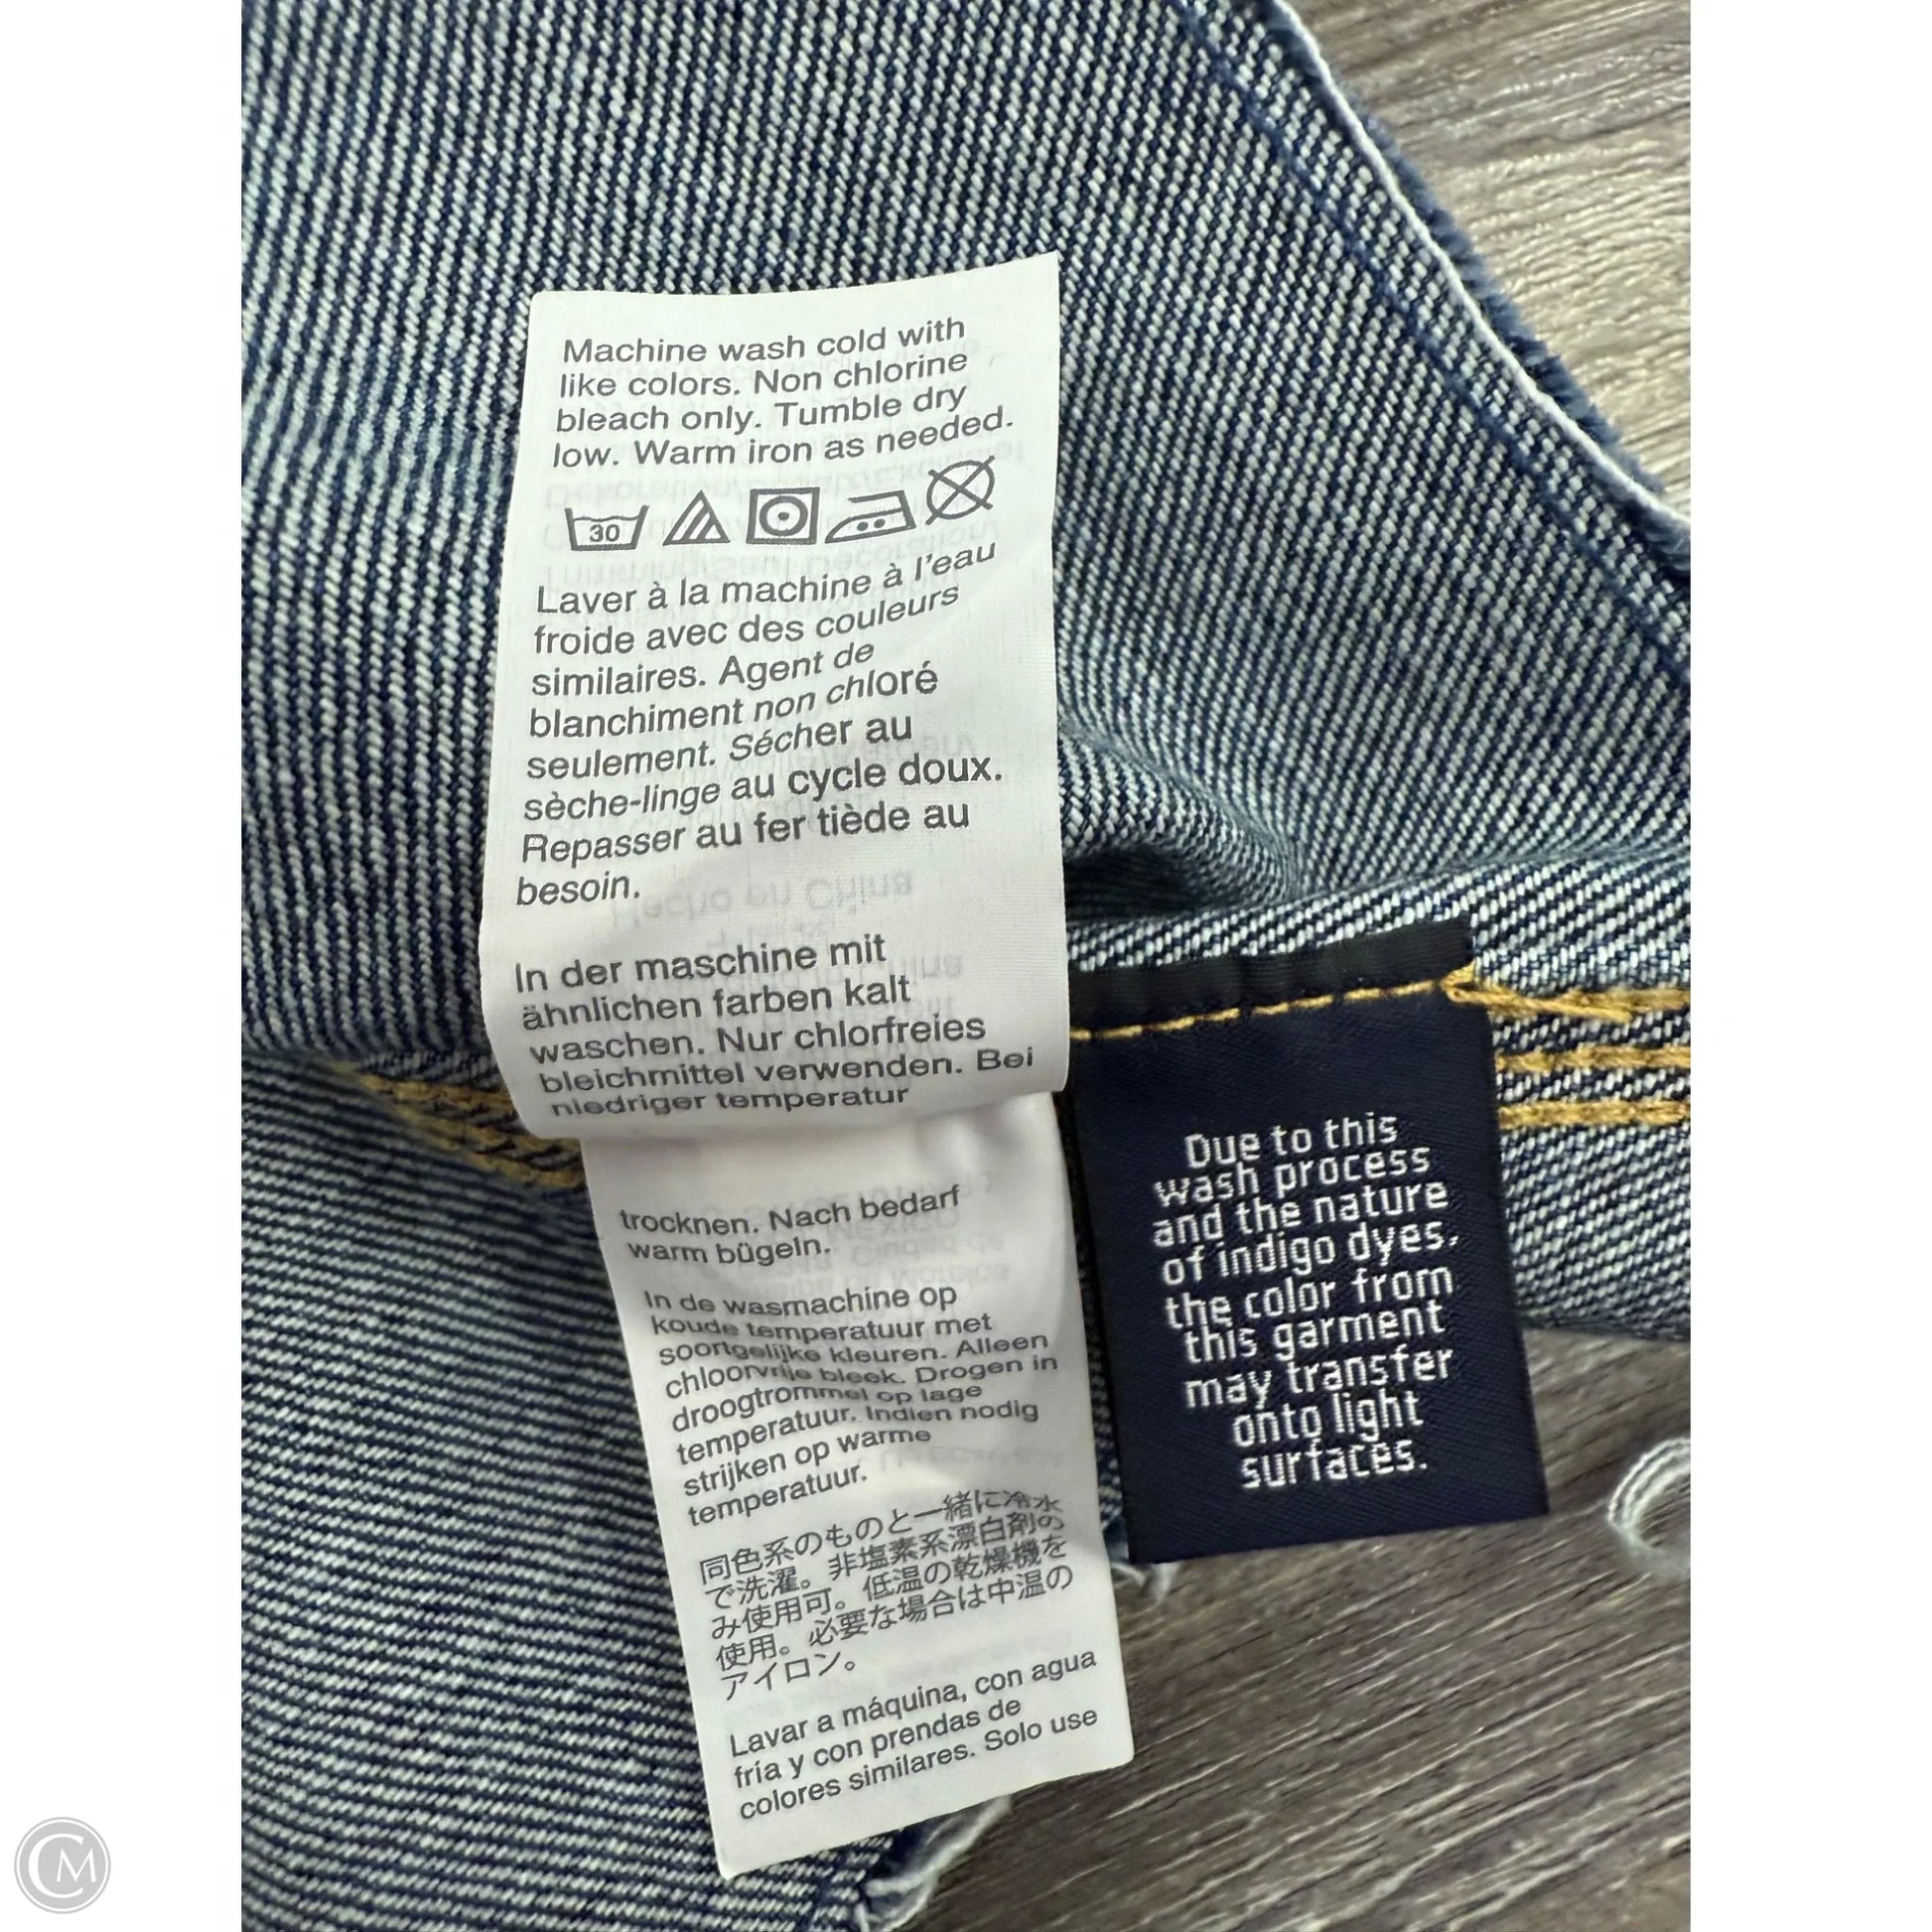 Machine wash cold with
like colors. Non chlorine
bleach only. Tumble dry
low. Warm iron as needed.
30
Laver à la machine à l'eau
froide avec des couleurs
similaires. Agent de
blanchiment non chloré
seulement. Sécher au
sèche-linge au cycle doux.
Repasser au fer tiède au
besoin.
In der maschine mit
ähnlichen farben kalt
waschen. Nur chlorfreies
bleichmittel verwenden. Bei
niedriger temperatur
trocknen. Nach bedarf
warm bügeln.
In de wasmachine op
koude temperatuur met
soortgelijke kleuren. Alleen
chloorvrije bleek. Drogen in
droogtrommel op lage
temperatuur. Indien nodig
strijken op warme
temperatuur.
同色系のものと一緒に冷水
で洗濯。非塩素系漂白剤の
み使用可。低温の乾燥機を
使用。必要な場合は中温の
アイロン。
Lavar a máquina, con agua
fría y con prendas de
colores similares. Solo use
Due to this
wash process
and the nature
of indigo dyes,
the color from
this garment
may transfer
onto light
surfaces.
CM